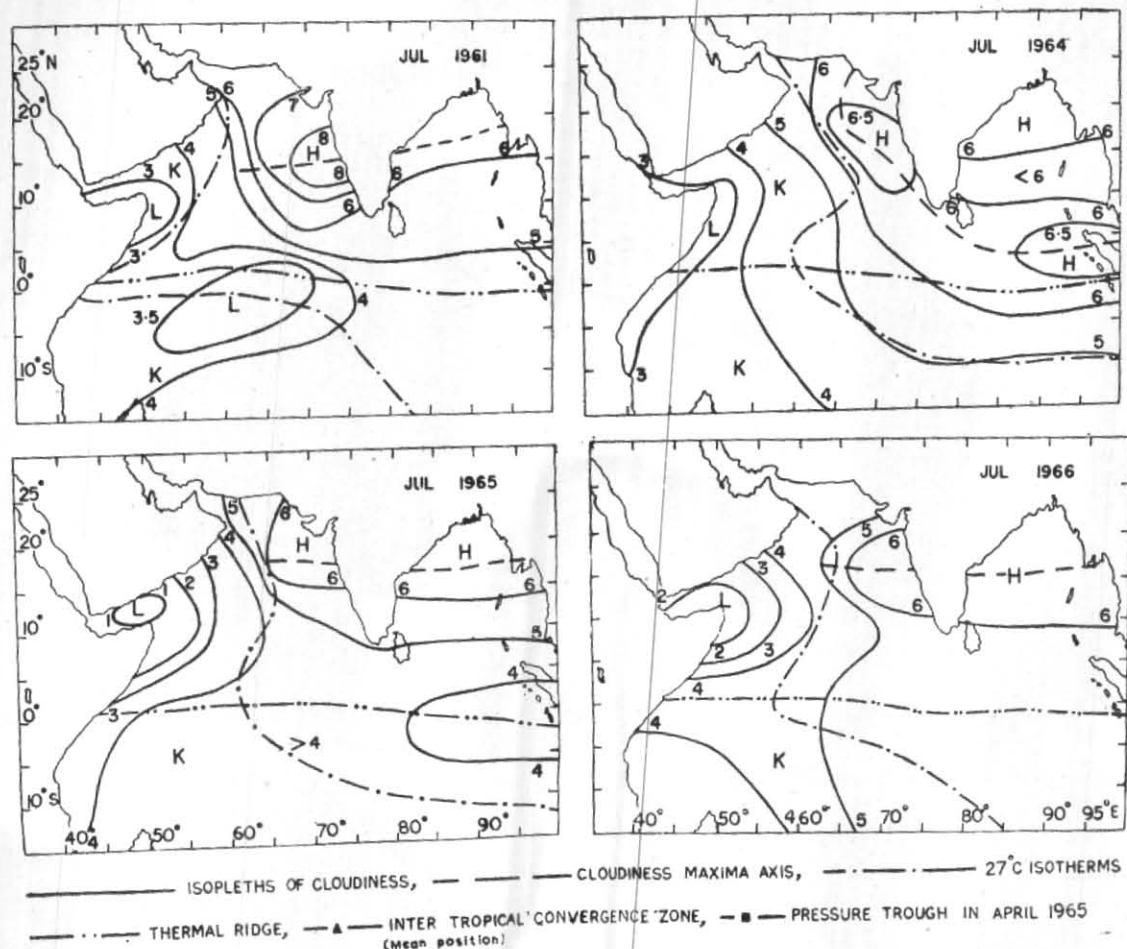 JUL 1961
25°N
20°
10°
0°
10°S
5 6 7
8
H
8
3 4 K
L
3
6
6
6
5
L
3·5
4
K
4
JUL 1964
6
6·5
H
5
4
3
K
L
H
6
6
<6
6
6
6·5
H
6
5
K
3
4
JUL 1965
25°
20°
10°
0°
10°S
5
6
4
3
H
6
H
6
6
1 L 1 2
5
4
3
>4
K
4
4
40° 50° 60° 70° 80° 90°
JUL 1966
5
6
4
3
2
L
2
3
4
H
6
6
6
4
K
40° 50° 4 60° 5 70° 80° 90° 95°E
ISOPLETHS OF CLOUDINESS, CLOUDINESS MAXIMA AXIS, 27°C ISOTHERMS
THERMAL RIDGE, INTER TROPICAL CONVERGENCE ZONE, PRESSURE TROUGH IN APRIL 1965
(Mean position)